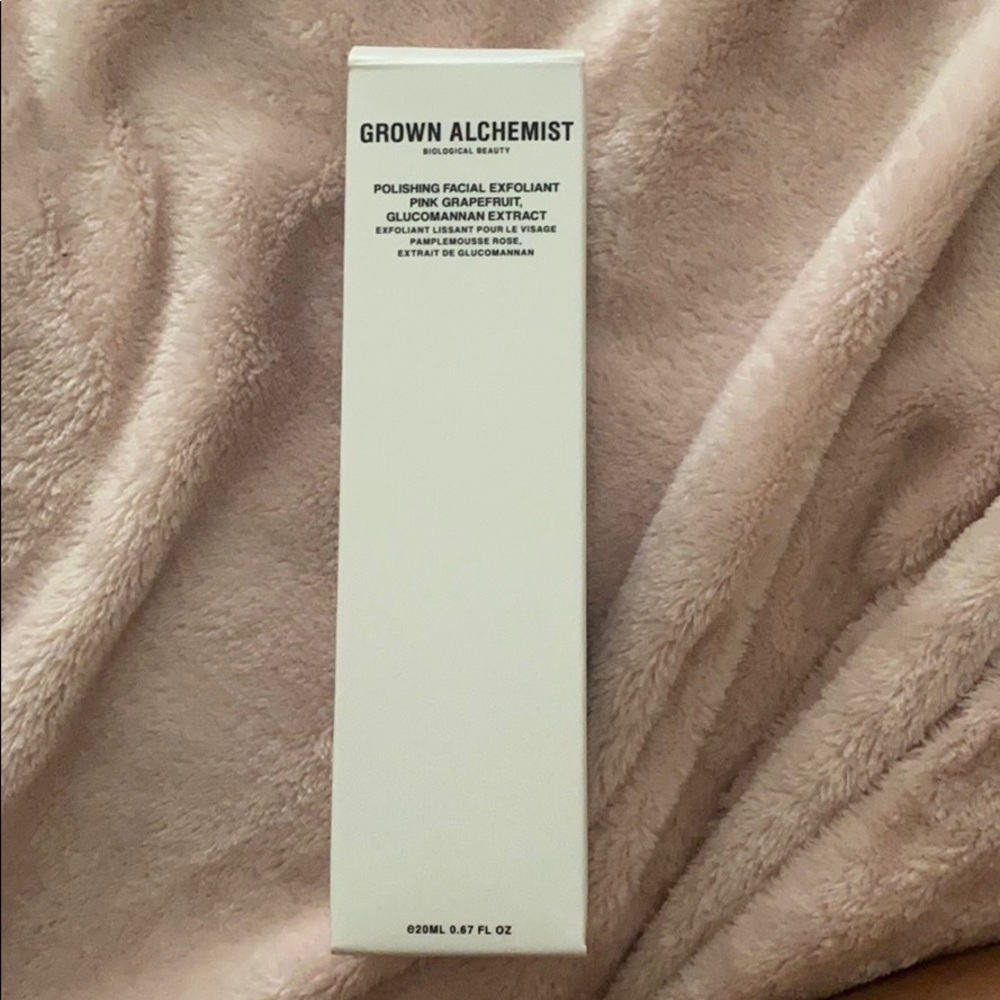 GROWN ALCHEMIST
BIOLOGICAL BEAUTY
POLISHING FACIAL EXFOLIANT
PINK GRAPEFRUIT,
GLUCOMANNAN EXTRACT
EXFOLIANT LISSANT POUR LE VISAGE
PAMPLEMOUSSE ROSE,
EXTRAIT DE GLUCOMANNAN
℮20ML 0.67 FL OZ